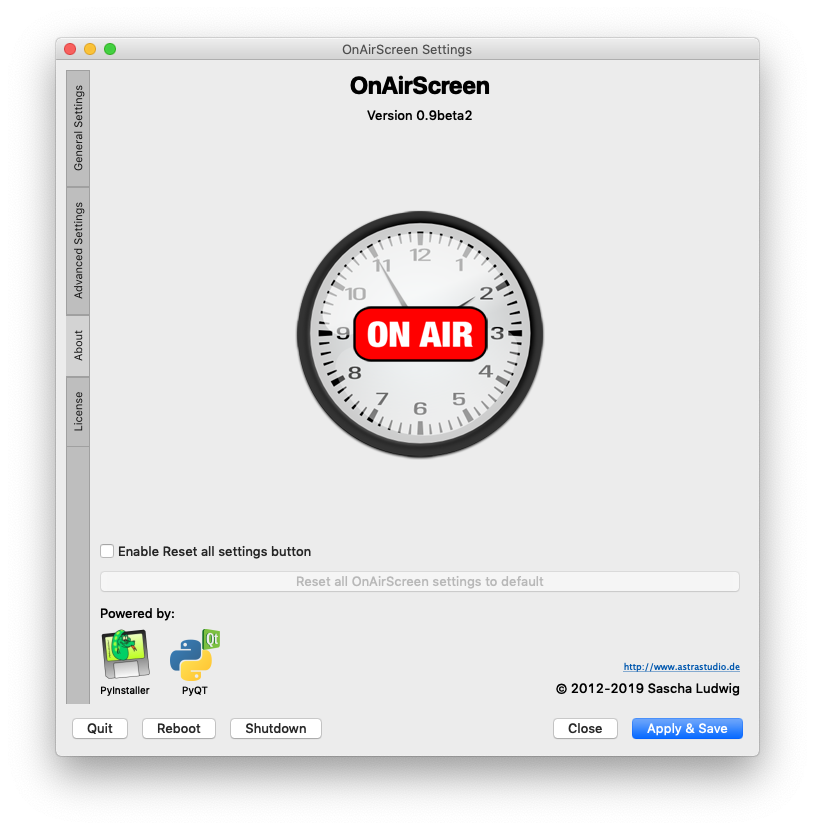 OnAirScreen Settings
General Settings
Advanced Settings
About
License
OnAirScreen
Version 0.9beta2
12
1
2
3
4
5
6
7
8
9
10
11
ON AIR
Enable Reset all settings button
Reset all OnAirScreen settings to default
Powered by:
Qt
PyInstaller
PyQT
http://www.astrastudio.de
© 2012-2019 Sascha Ludwig
Quit
Reboot
Shutdown
Close
Apply & Save